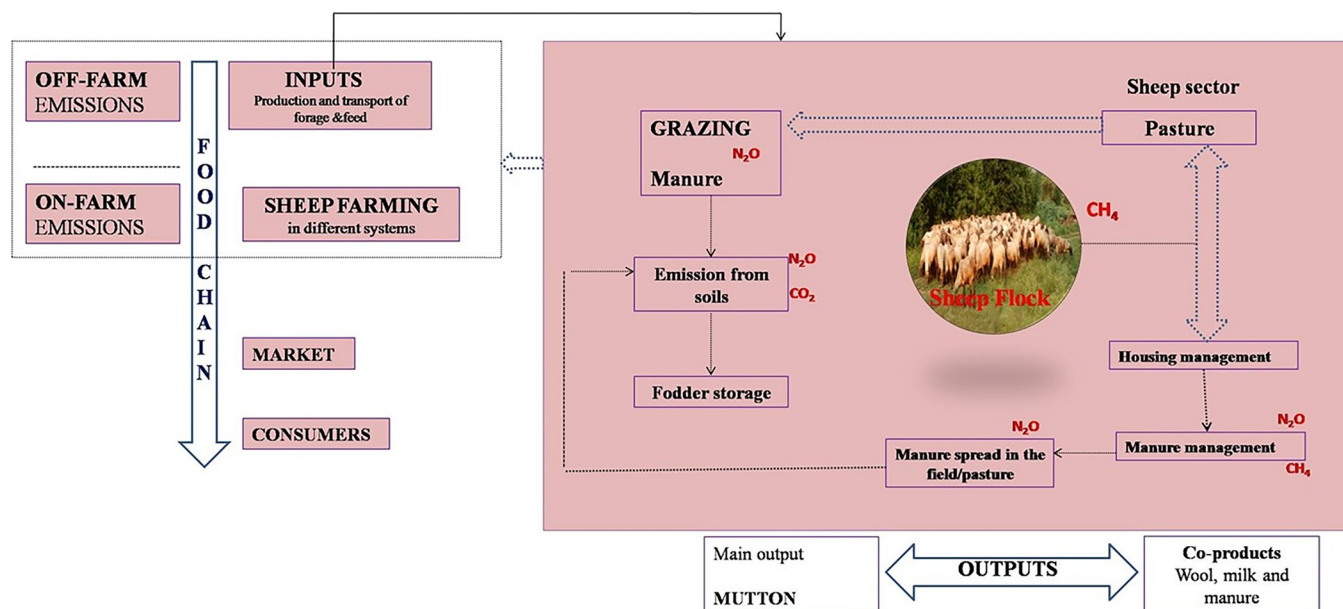 OFF-FARM
EMISSIONS
ON-FARM
EMISSIONS
FOOD CHAIN
INPUTS
Production and transport of
forage &feed
SHEEP FARMING
in different systems
MARKET
CONSUMERS
Sheep sector
Pasture
GRAZING
N₂O
Manure
CH₄
Sheep Flock
Emission from
soils
N₂O
CO₂
Fodder storage
Housing management
N₂O
Manure management
CH₄
N₂O
Manure spread in the
field/pasture
Main output
MUTTON
OUTPUTS
Co-products
Wool, milk and
manure